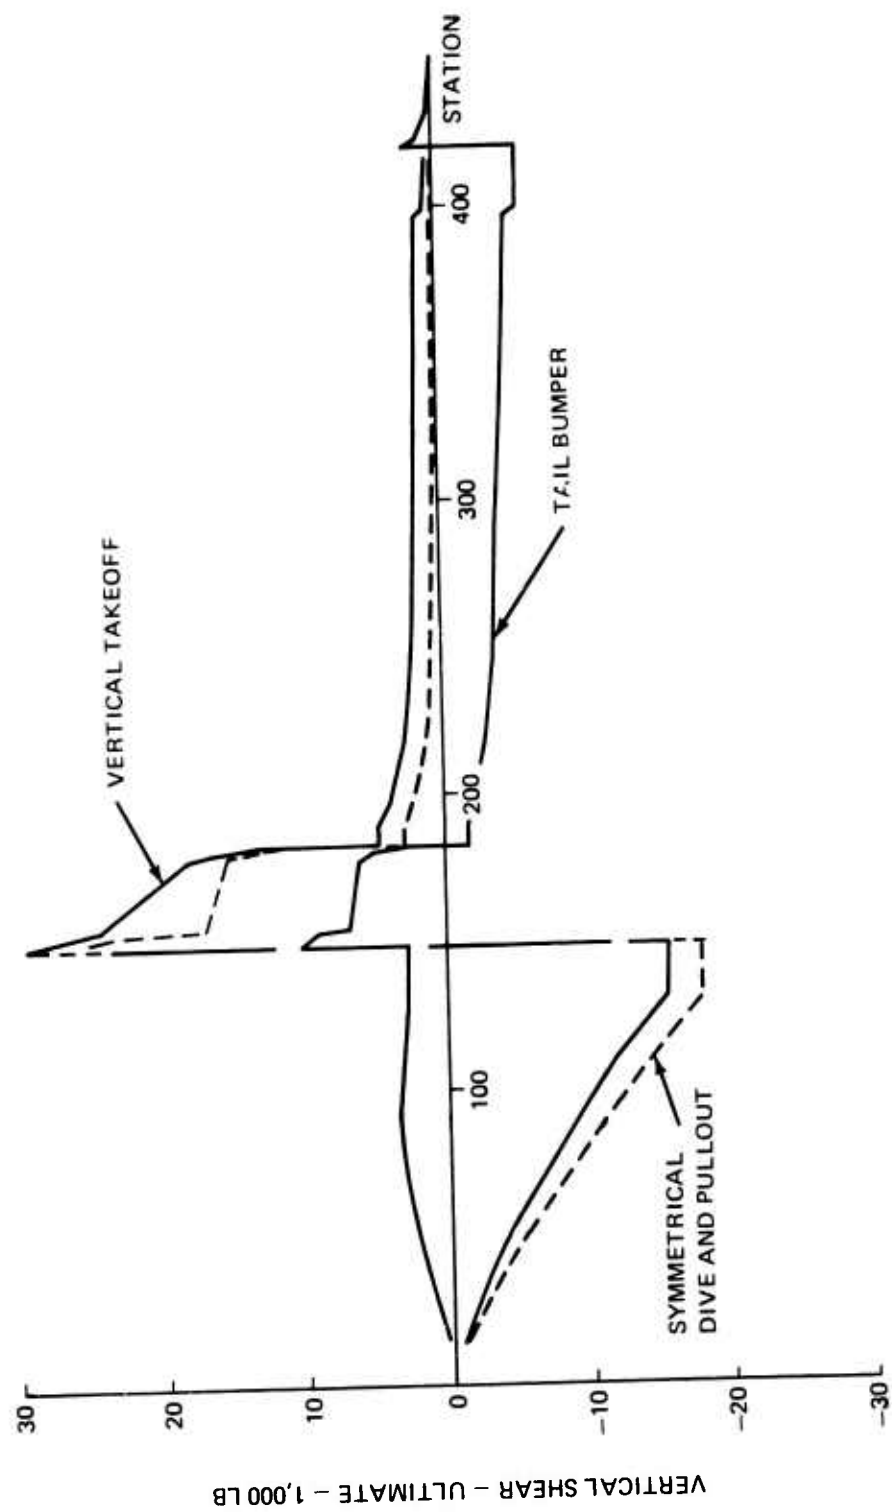 VERTICAL SHEAR – ULTIMATE – 1,000 LB
30
20
10
0
–10
–20
–30
100
200
300
400
STATION
VERTICAL TAKEOFF
TAIL BUMPER
SYMMETRICAL
DIVE AND PULLOUT